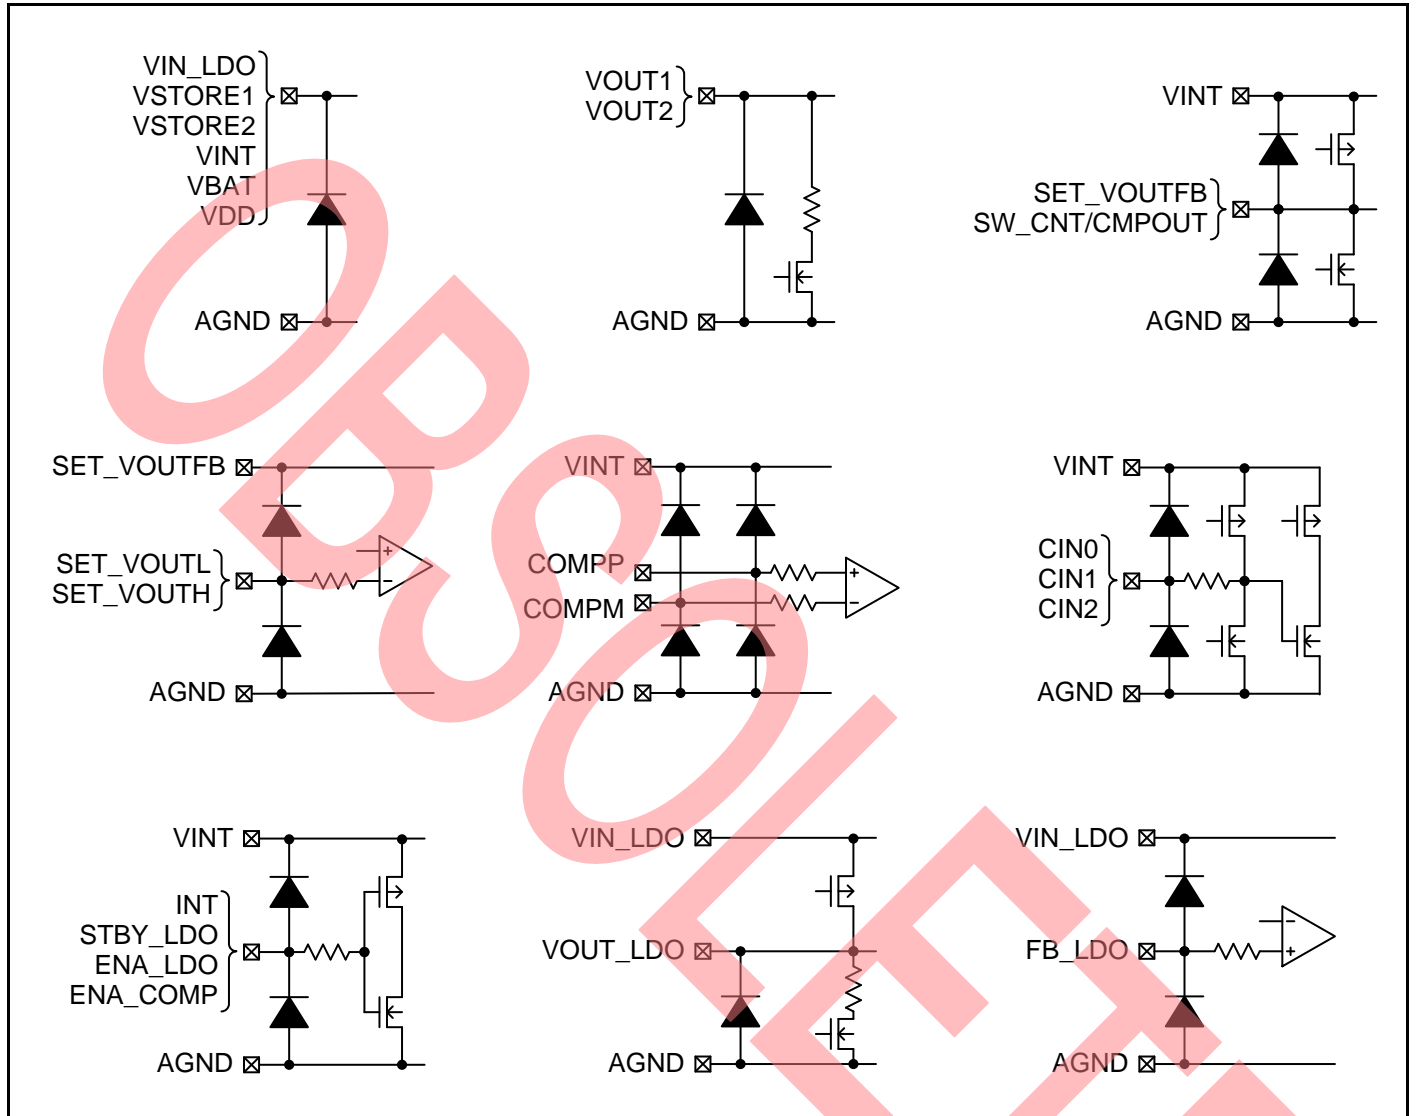 VIN_LDO
VSTORE1
VSTORE2
VINT
VBAT
VDD
AGND
VOUT1
VOUT2
AGND
VINT
SET_VOUTFB
SW_CNT/CMPOUT
AGND
SET_VOUTFB
SET_VOUTL
SET_VOUTH
AGND
VINT
COMPP
COMPM
AGND
VINT
CIN0
CIN1
CIN2
AGND
VINT
INT
STBY_LDO
ENA_LDO
ENA_COMP
AGND
VIN_LDO
VOUT_LDO
AGND
VIN_LDO
FB_LDO
AGND
OBSOLET